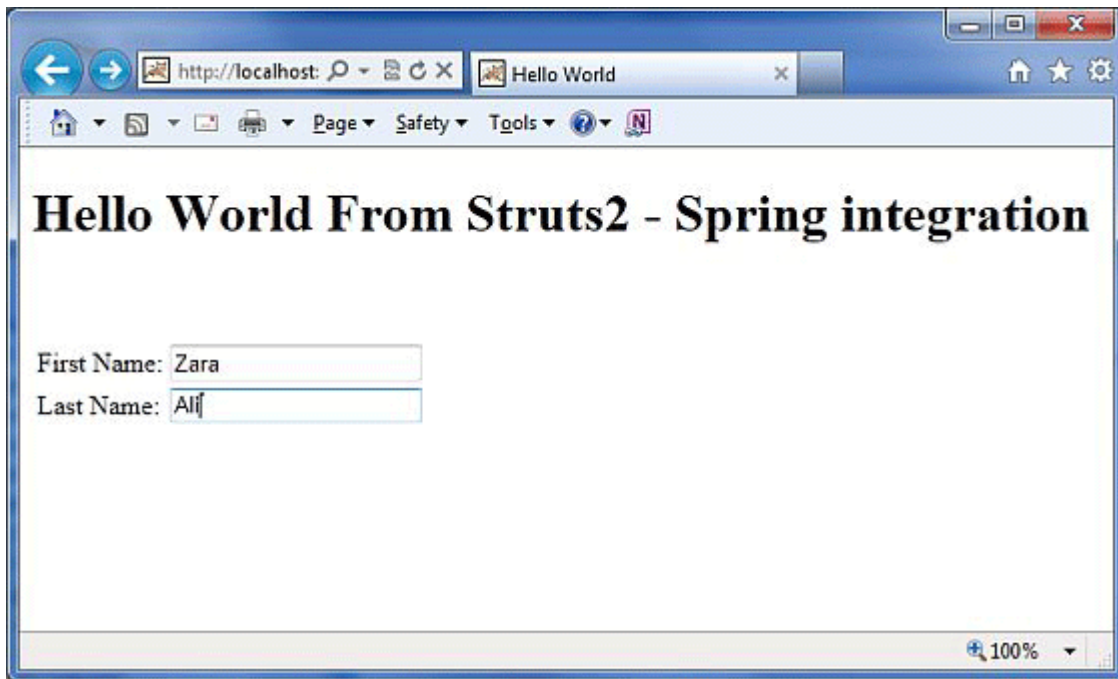 http://localhost:
Hello World
Page Safety Tools
Hello World From Struts2 - Spring integration
First Name: Zara
Last Name: Ali
100%